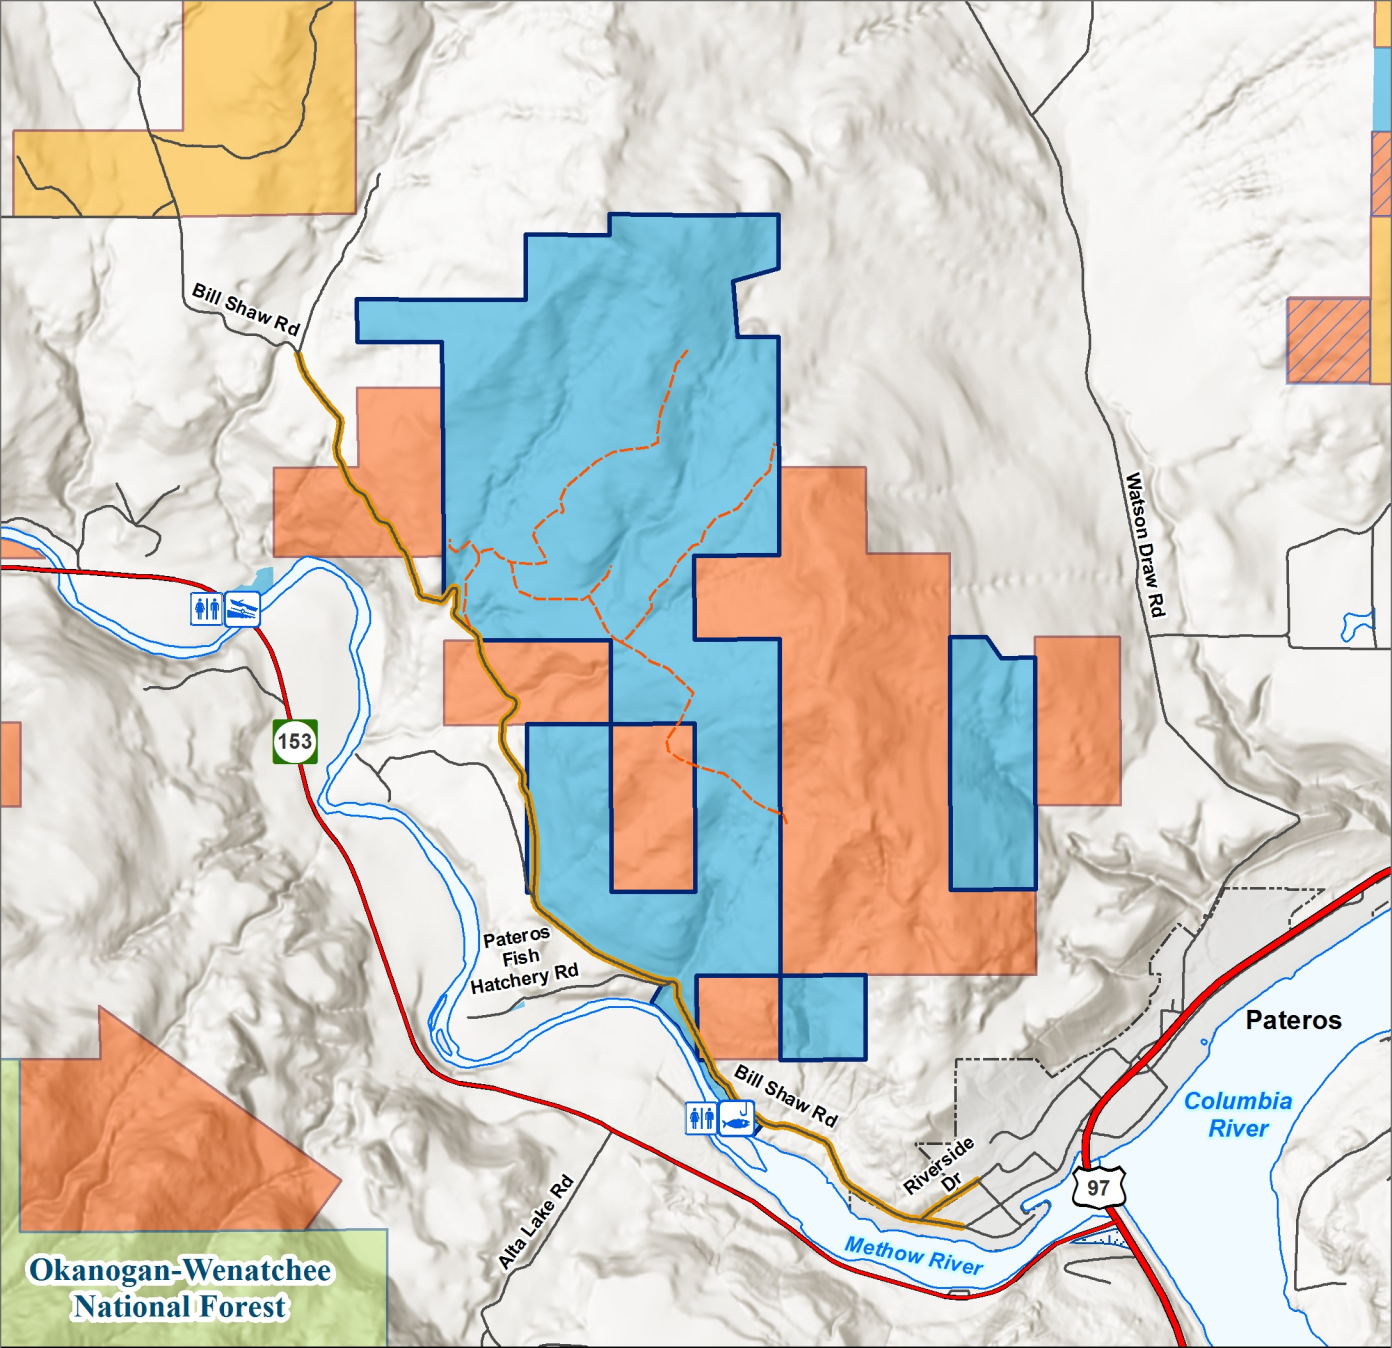 Bill Shaw Rd
Watson Draw Rd
153
Pateros
Fish
Hatchery Rd
Pateros
Bill Shaw Rd
Columbia
River
Riverside
Dr
97
Alta Lake Rd
Methow River
Okanogan-Wenatchee
National Forest